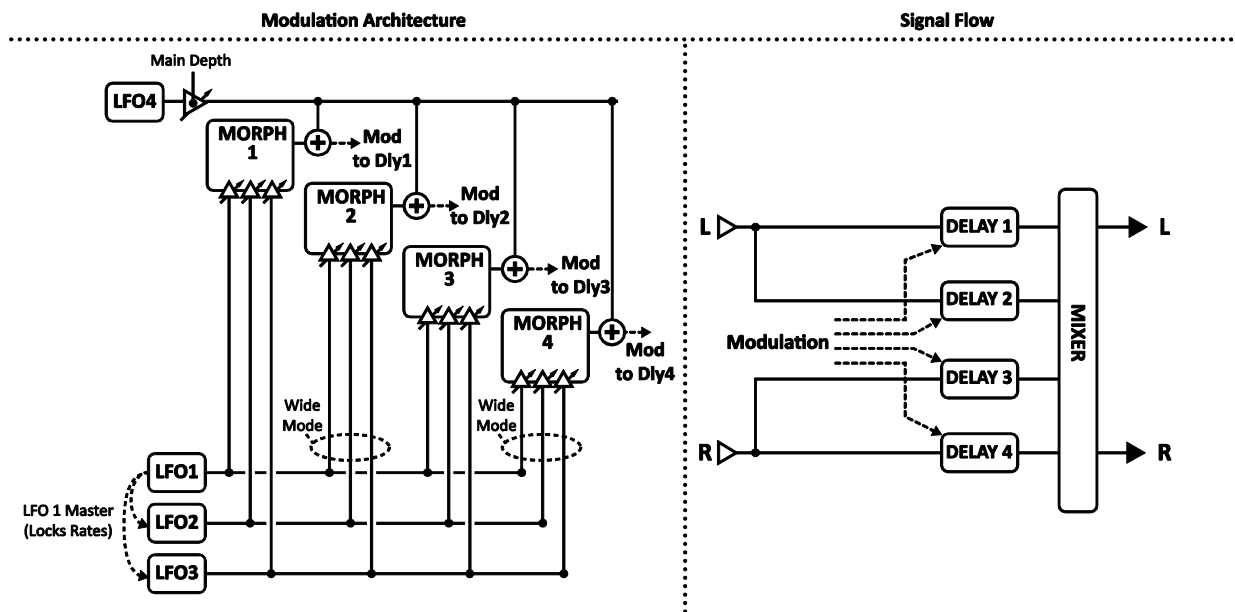 Modulation Architecture
Signal Flow
Main Depth
LFO4
MORPH
1
Mod
to Dly1
MORPH
2
Mod
to Dly2
MORPH
3
Mod
to Dly3
MORPH
4
Mod
to Dly4
Wide
Mode
Wide
Mode
LFO1
LFO 1 Master
(Locks Rates)
LFO2
LFO3
L
DELAY 1
L
DELAY 2
Modulation
MIXER
DELAY 3
R
DELAY 4
R